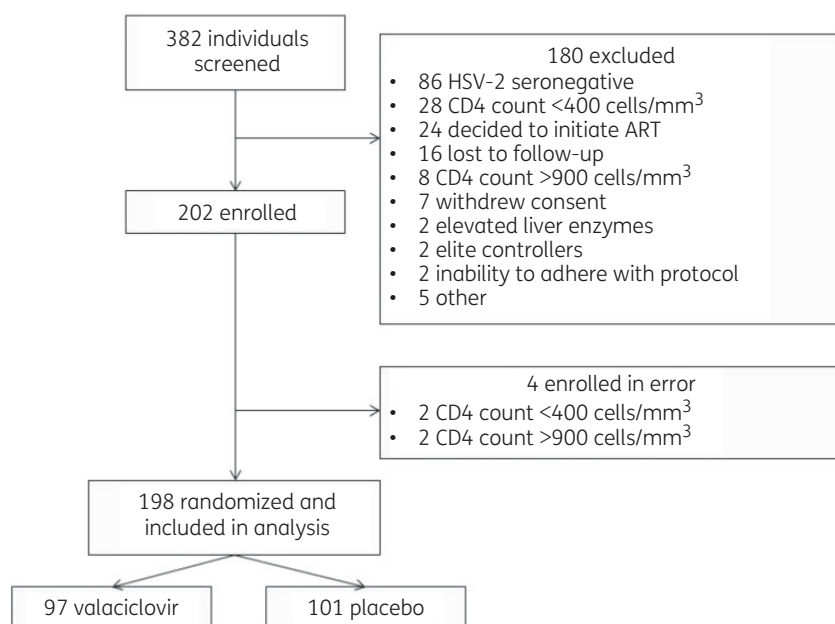 382 individuals
screened
180 excluded
• 86 HSV-2 seronegative
• 28 CD4 count <400 cells/mm³
• 24 decided to initiate ART
• 16 lost to follow-up
• 8 CD4 count >900 cells/mm³
• 7 withdrew consent
• 2 elevated liver enzymes
• 2 elite controllers
• 2 inability to adhere with protocol
• 5 other
202 enrolled
4 enrolled in error
• 2 CD4 count <400 cells/mm³
• 2 CD4 count >900 cells/mm³
198 randomized and
included in analysis
97 valaciclovir
101 placebo